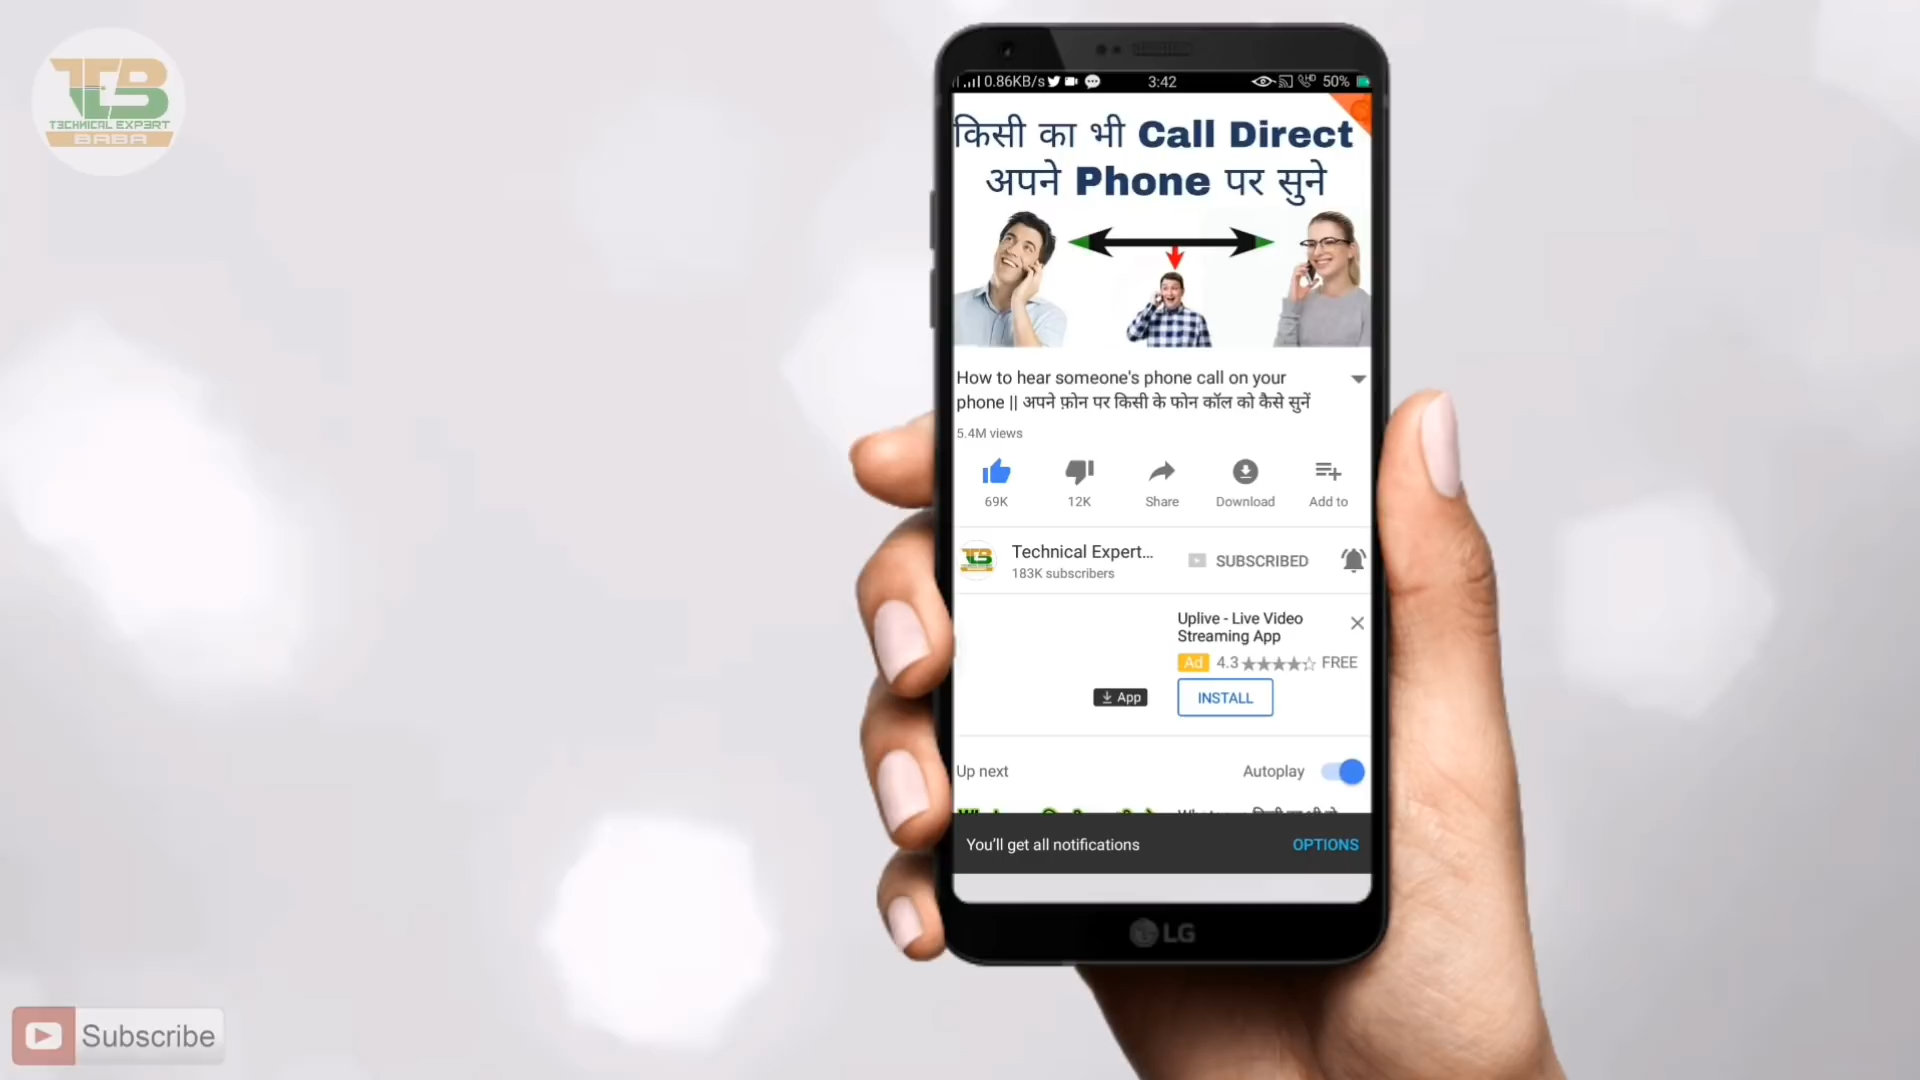 TCB
TECHNICAL EXPERT
BABA
0.86KB/s
3:42
HD
50%
किसी का भी Call Direct
अपने Phone पर सुने
How to hear someone's phone call on your
phone || अपने फ़ोन पर किसी के फोन कॉल को कैसे सुनें
5.4M views
69K
12K
Share
Download
Add to
Technical Expert...
183K subscribers
SUBSCRIBED
Uplive - Live Video
Streaming App
Ad 4.3 FREE
App
INSTALL
Up next
Autoplay
You'll get all notifications
OPTIONS
LG
Subscribe